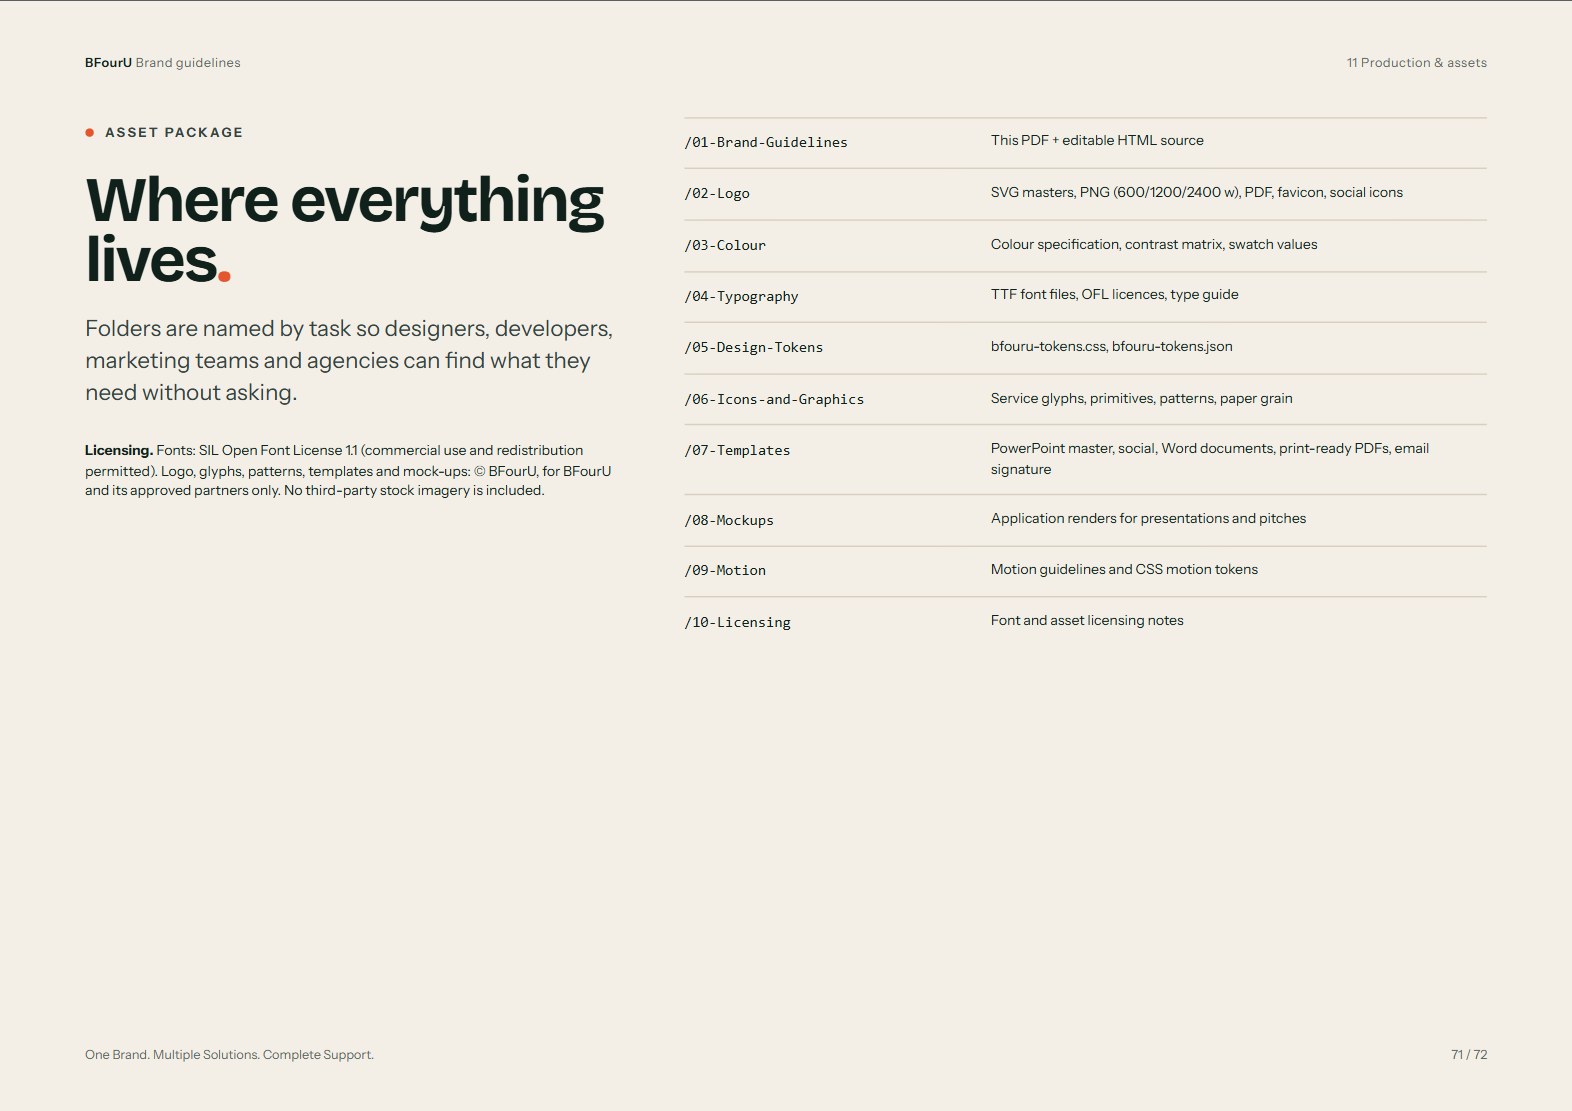 BFourU Brand guidelines
11 Production & assets
ASSET PACKAGE
Where everything
lives.
Folders are named by task so designers, developers,
marketing teams and agencies can find what they
need without asking.
Licensing. Fonts: SIL Open Font License 1.1 (commercial use and redistribution
permitted). Logo, glyphs, patterns, templates and mock-ups: © BFourU, for BFourU
and its approved partners only. No third-party stock imagery is included.
/01-Brand-Guidelines This PDF + editable HTML source
/02-Logo SVG masters, PNG (600/1200/2400 w), PDF, favicon, social icons
/03-Colour Colour specification, contrast matrix, swatch values
/04-Typography TTF font files, OFL licences, type guide
/05-Design-Tokens bfouru-tokens.css, bfouru-tokens.json
/06-Icons-and-Graphics Service glyphs, primitives, patterns, paper grain
/07-Templates PowerPoint master, social, Word documents, print-ready PDFs, email
signature
/08-Mockups Application renders for presentations and pitches
/09-Motion Motion guidelines and CSS motion tokens
/10-Licensing Font and asset licensing notes
One Brand. Multiple Solutions. Complete Support.
71 / 72